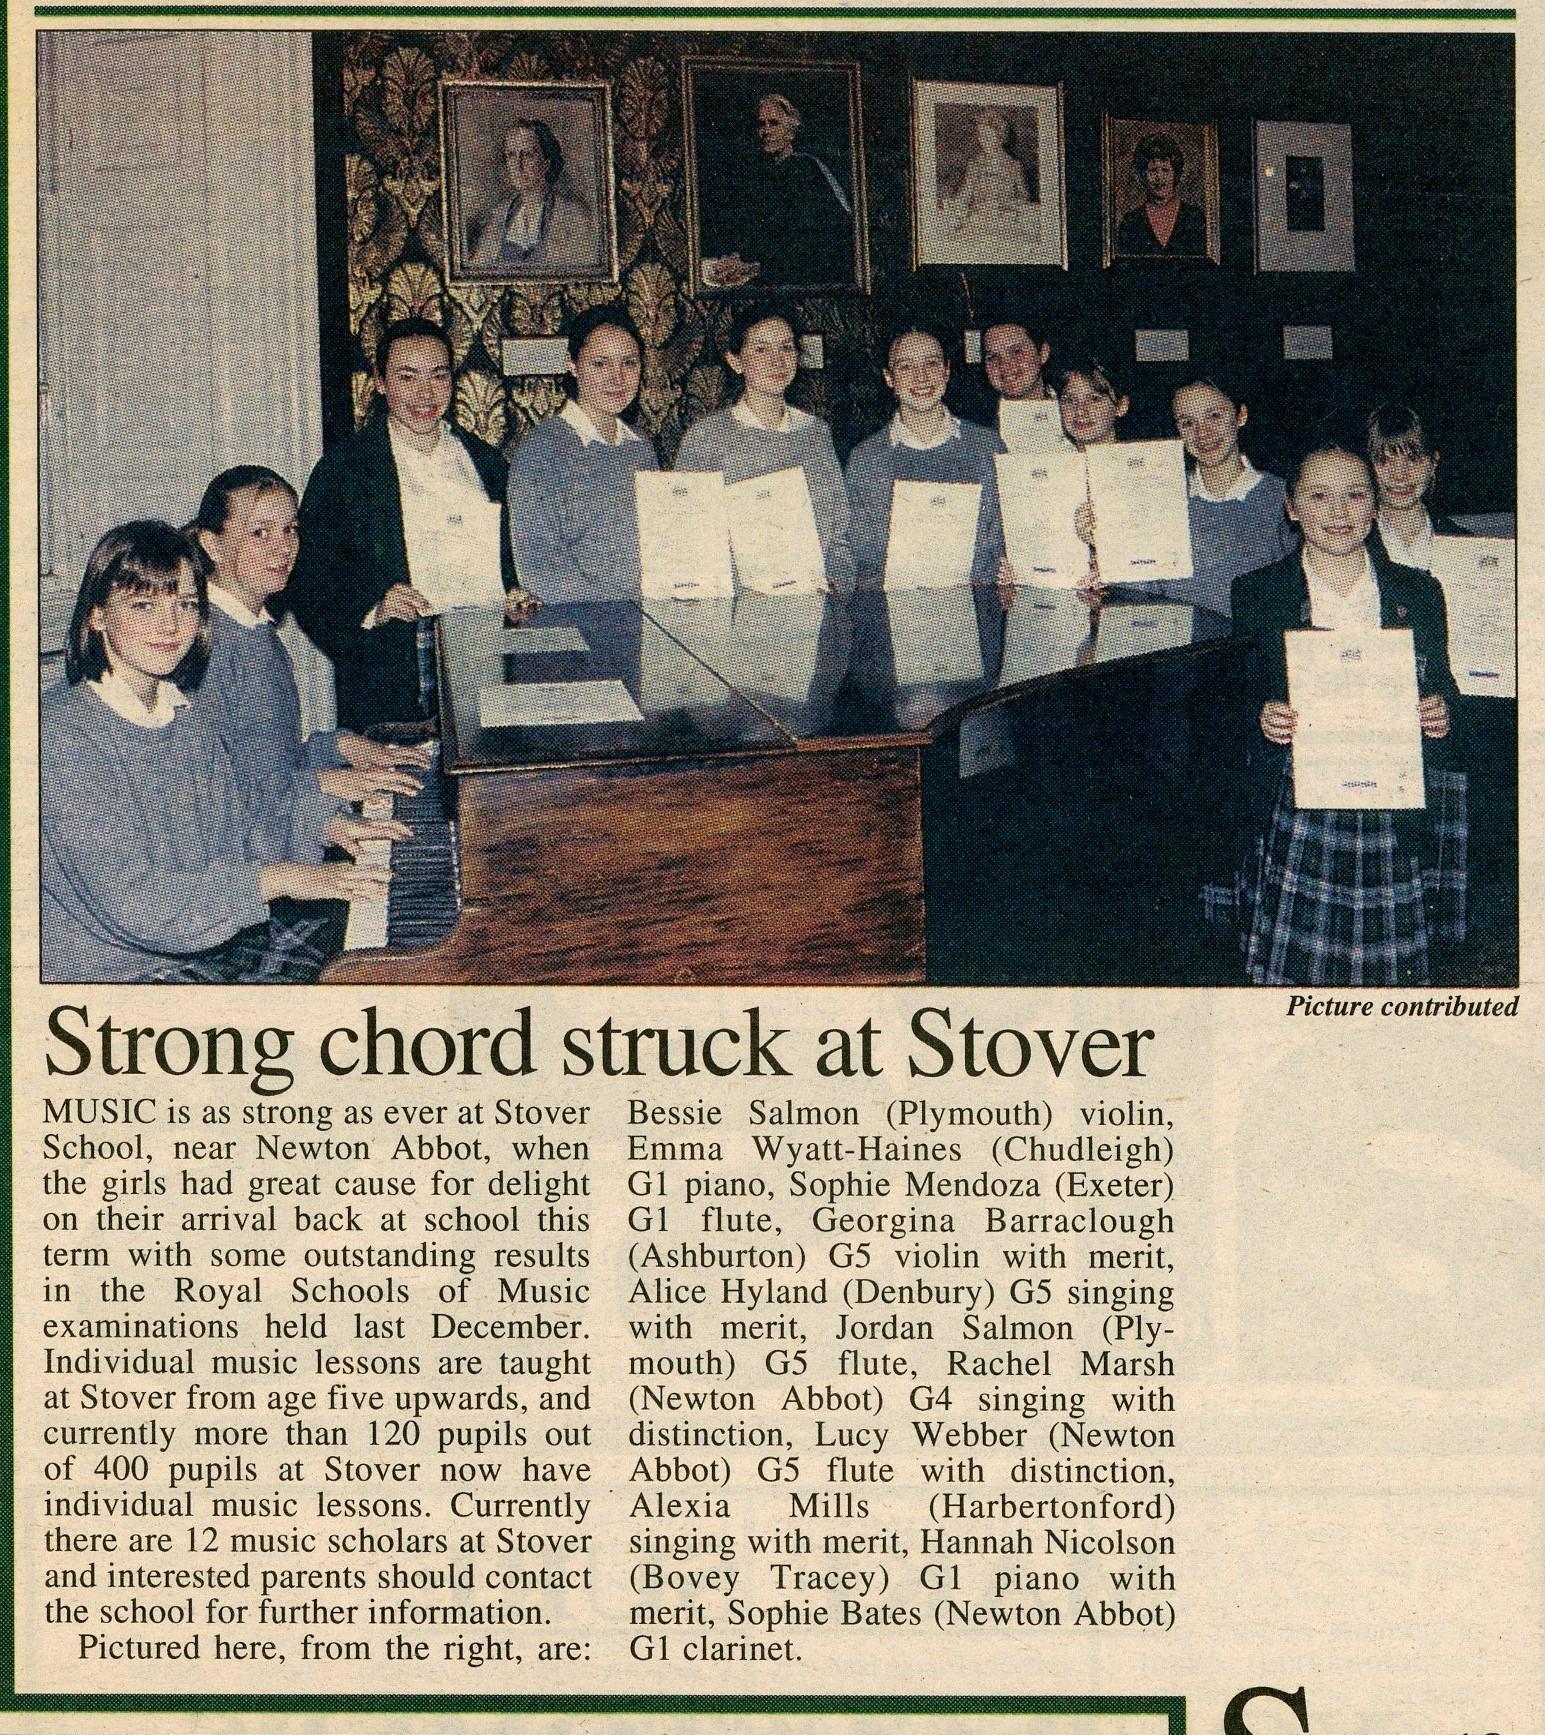 Picture contributed
Strong chord struck at Stover
MUSIC is as strong as ever at Stover
School, near Newton Abbot, when
the girls had great cause for delight
on their arrival back at school this
term with some outstanding results
in the Royal Schools of Music
examinations held last December.
Individual music lessons are taught
at Stover from age five upwards, and
currently more than 120 pupils out
of 400 pupils at Stover now have
individual music lessons. Currently
there are 12 music scholars at Stover
and interested parents should contact
the school for further information.
Pictured here, from the right, are:
Bessie Salmon (Plymouth) violin,
Emma Wyatt-Haines (Chudleigh)
G1 piano, Sophie Mendoza (Exeter)
G1 flute, Georgina Barraclough
(Ashburton) G5 violin with merit,
Alice Hyland (Denbury) G5 singing
with merit, Jordan Salmon (Ply-
mouth) G5 flute, Rachel Marsh
(Newton Abbot) G4 singing with
distinction, Lucy Webber (Newton
Abbot) G5 flute with distinction,
Alexia Mills (Harbertonford)
singing with merit, Hannah Nicolson
(Bovey Tracey) G1 piano with
merit, Sophie Bates (Newton Abbot)
G1 clarinet.